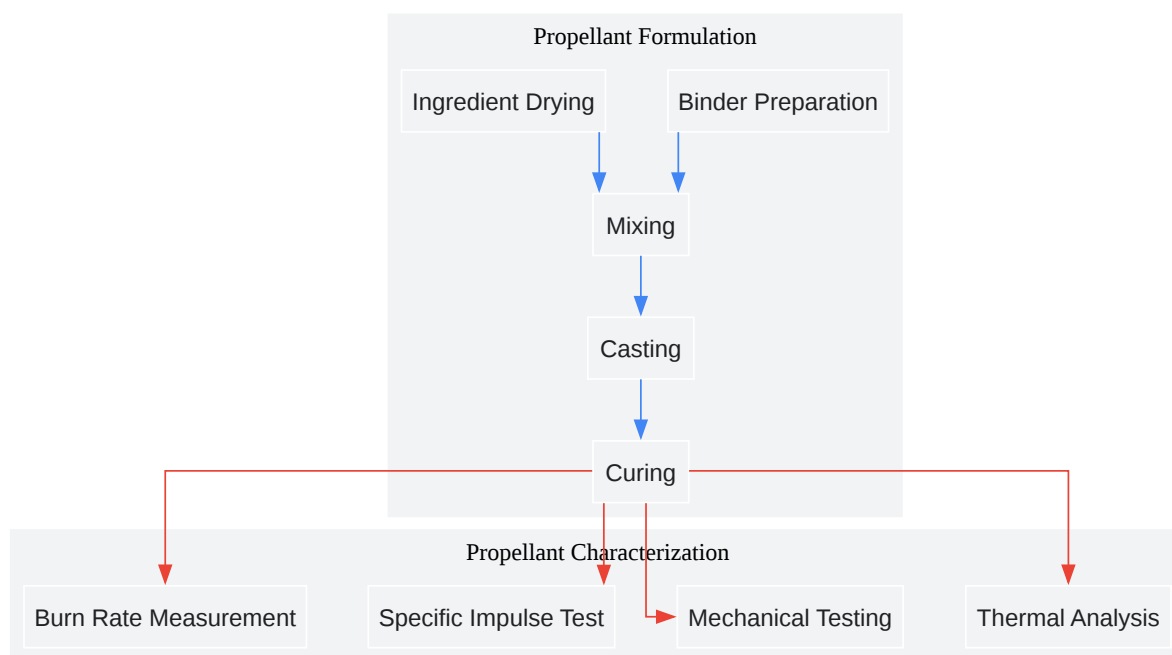 Propellant Formulation
Ingredient Drying
Binder Preparation
Mixing
Casting
Curing
Propellant Characterization
Burn Rate Measurement
Specific Impulse Test
Mechanical Testing
Thermal Analysis